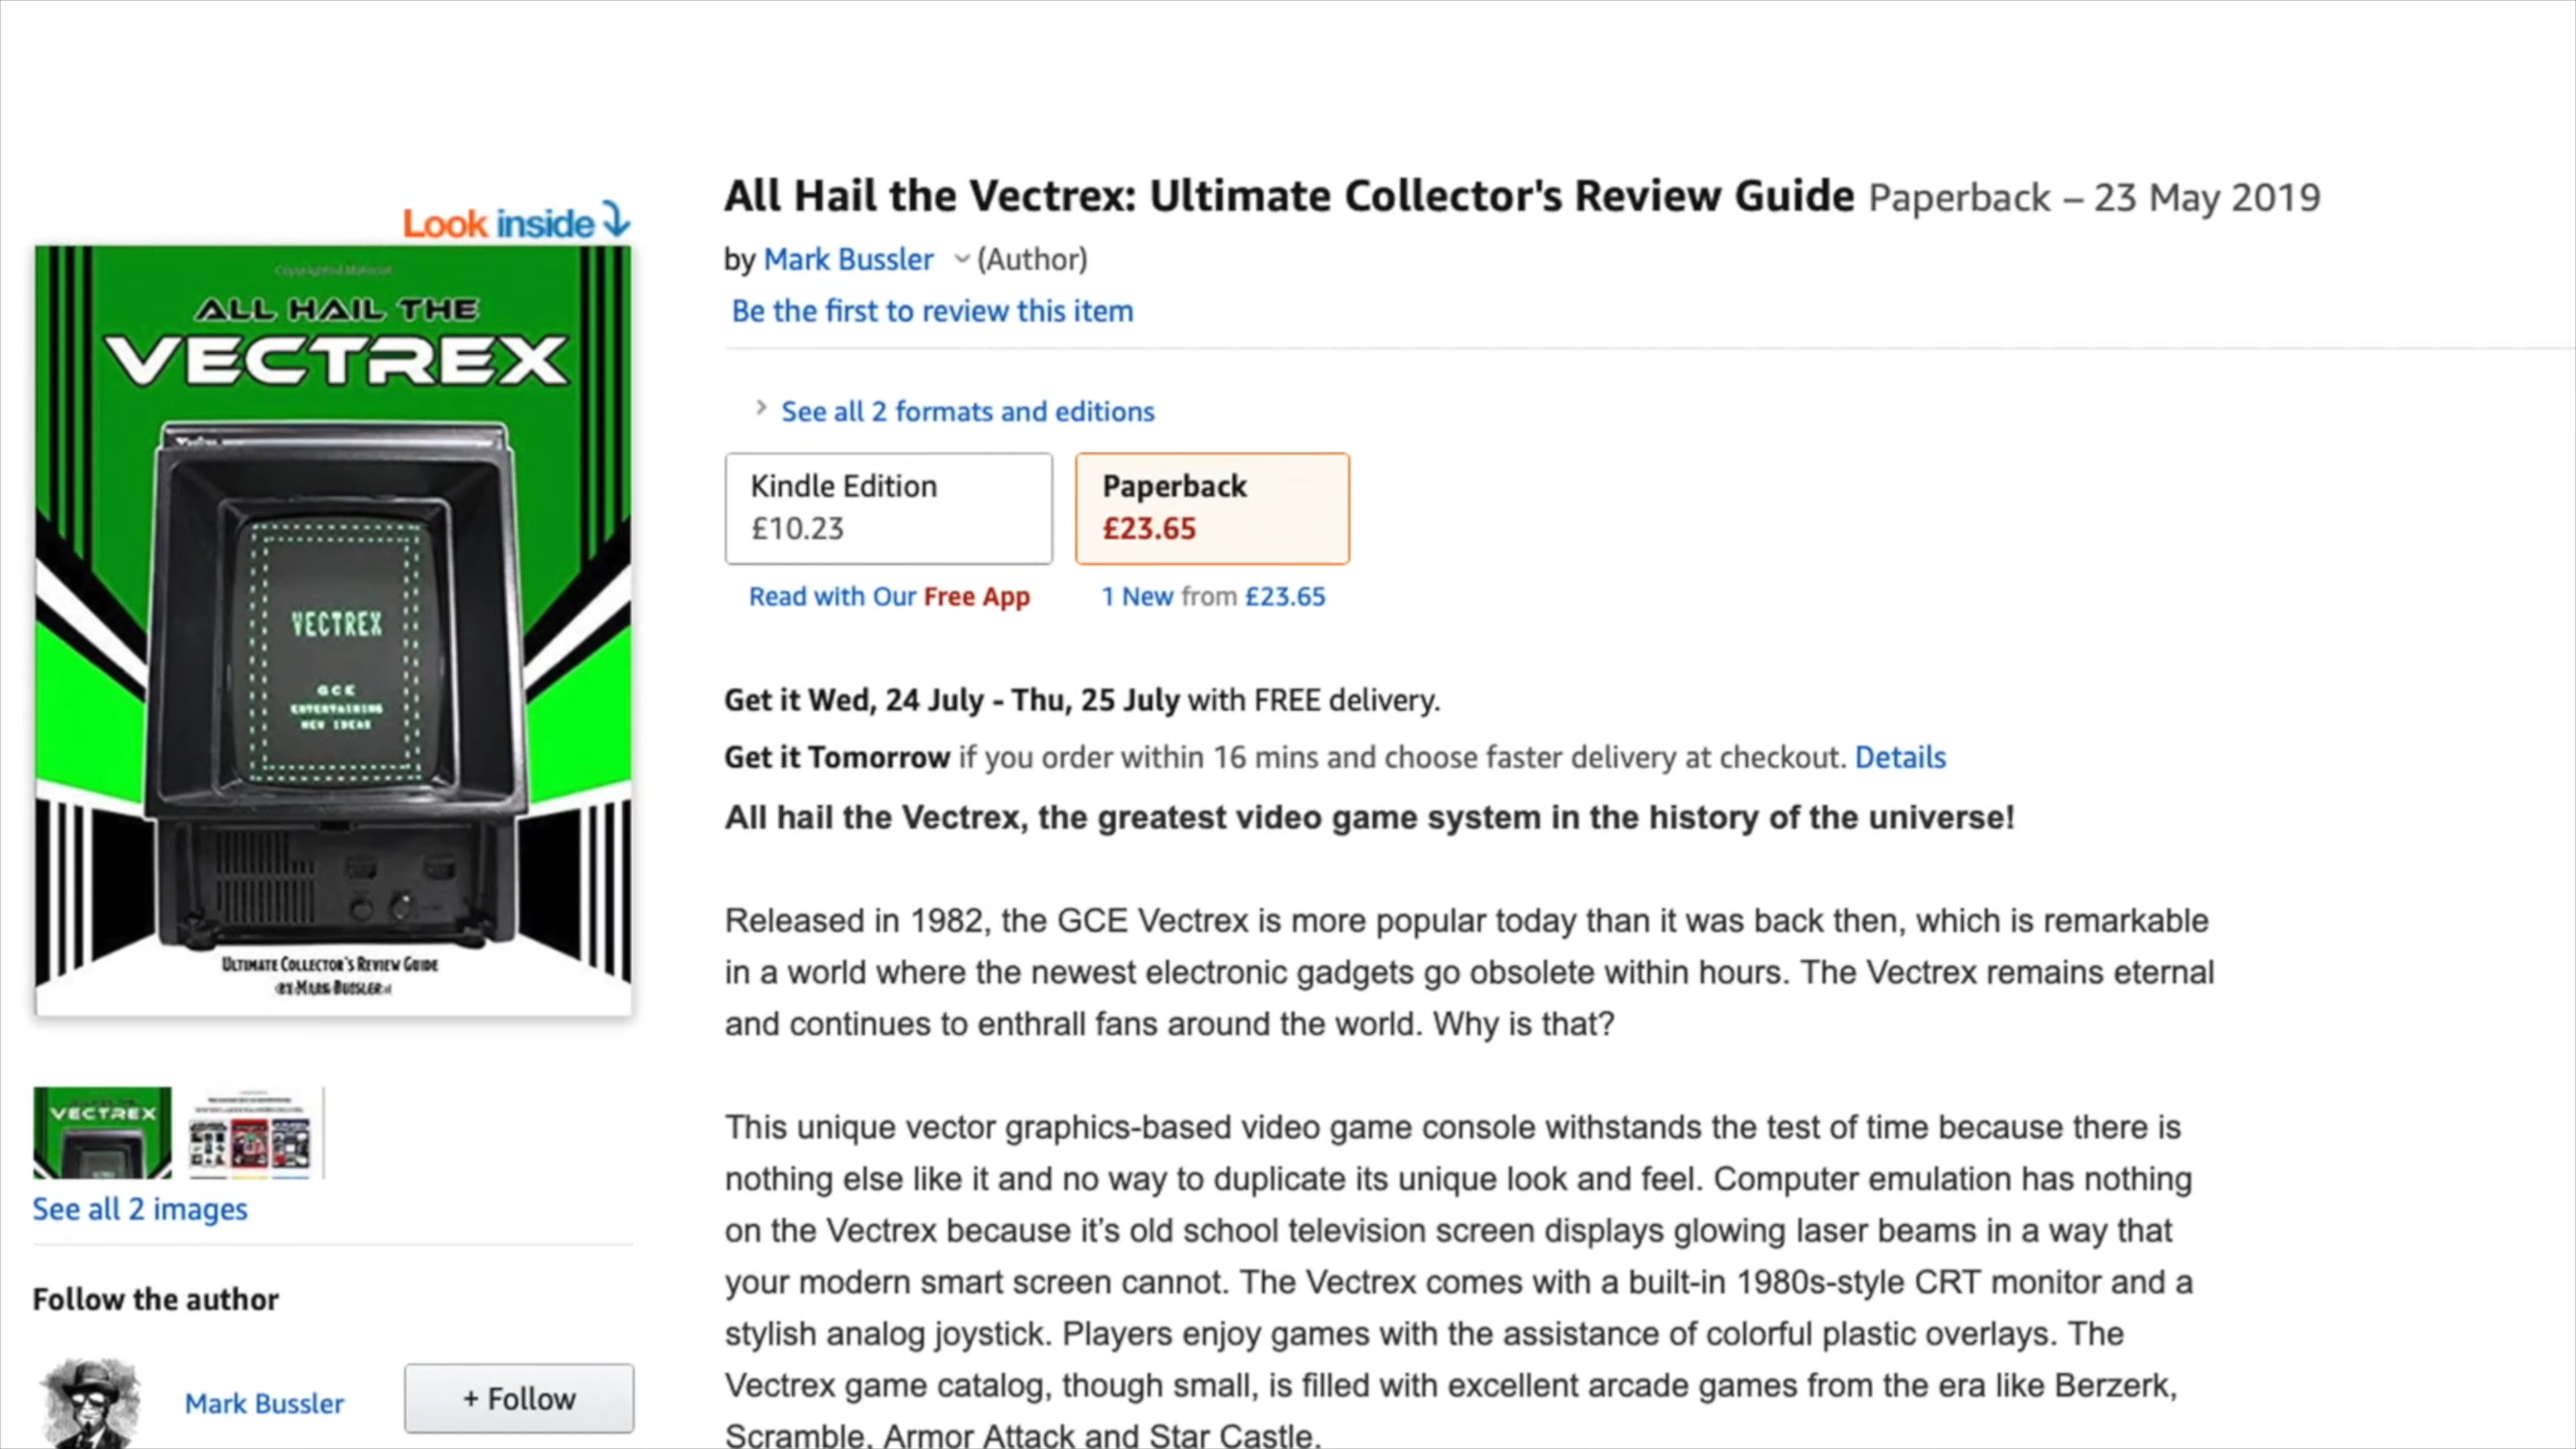 Look inside
Copyrighted Material
ALL HAIL THE
VECTREX
VECTREX
GCE
ENTERTAINING
NEW IDEAS
ULTIMATE COLLECTOR'S REVIEW GUIDE
BY MARK BUSSLER
VECTREX
See all 2 images
Follow the author
Mark Bussler
+ Follow
All Hail the Vectrex: Ultimate Collector's Review Guide Paperback – 23 May 2019
by Mark Bussler (Author)
Be the first to review this item
See all 2 formats and editions
Kindle Edition
£10.23
Read with Our Free App
Paperback
£23.65
1 New from £23.65
Get it Wed, 24 July - Thu, 25 July with FREE delivery.
Get it Tomorrow if you order within 16 mins and choose faster delivery at checkout. Details
All hail the Vectrex, the greatest video game system in the history of the universe!
Released in 1982, the GCE Vectrex is more popular today than it was back then, which is remarkable
in a world where the newest electronic gadgets go obsolete within hours. The Vectrex remains eternal
and continues to enthrall fans around the world. Why is that?
This unique vector graphics-based video game console withstands the test of time because there is
nothing else like it and no way to duplicate its unique look and feel. Computer emulation has nothing
on the Vectrex because it's old school television screen displays glowing laser beams in a way that
your modern smart screen cannot. The Vectrex comes with a built-in 1980s-style CRT monitor and a
stylish analog joystick. Players enjoy games with the assistance of colorful plastic overlays. The
Vectrex game catalog, though small, is filled with excellent arcade games from the era like Berzerk,
Scramble, Armor Attack and Star Castle.